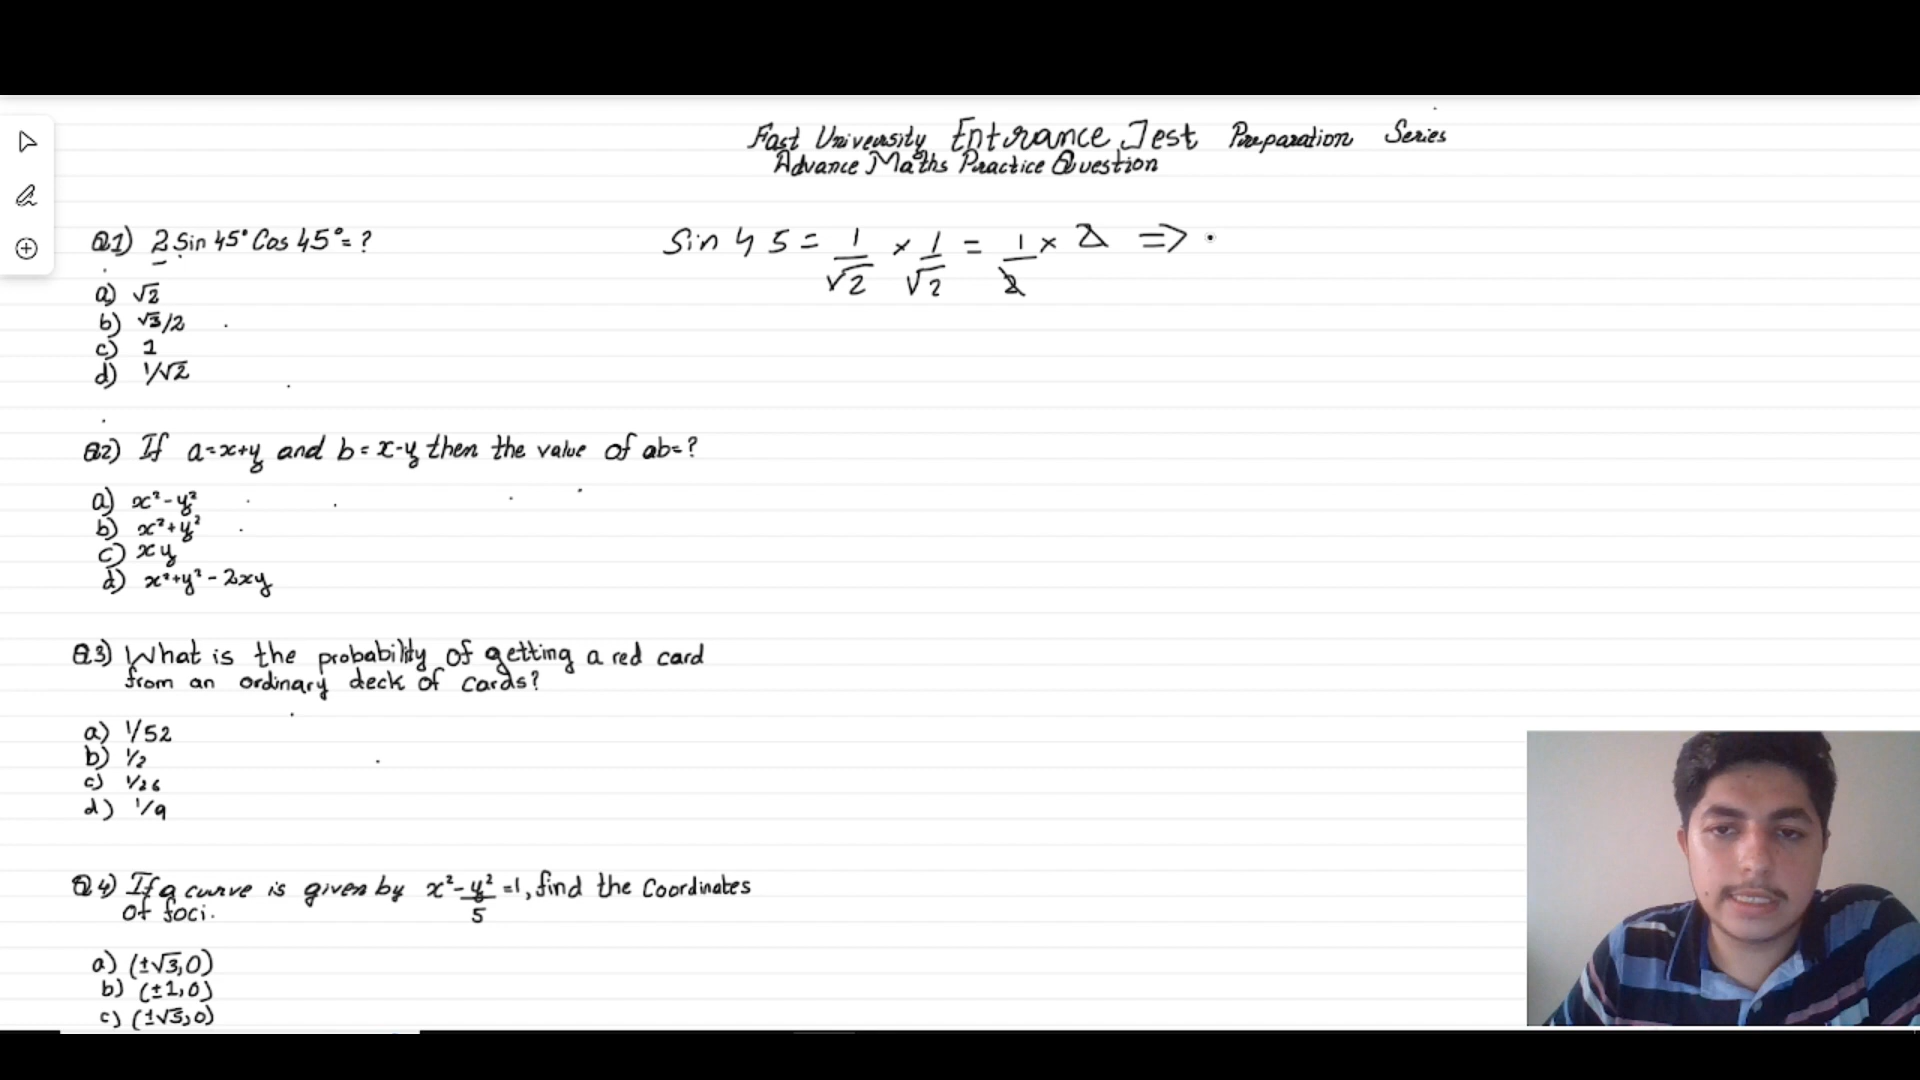 Fast University Entrance Test Preparation Series
Advance Maths Practice Question
Q1) 2 Sin 45° Cos 45° = ?
Sin 45 = 1/√2 × 1/√2 = 1/2 × 2 =>
a) √2
b) √3/2
c) 1
d) 1/√2
Q2) If a=x+y and b=x-y then the value of ab=?
a) x²-y²
b) x²+y²
c) xy
d) x²+y²-2xy
Q3) What is the probability of getting a red card
from an ordinary deck of cards?
a) 1/52
b) 1/2
c) 1/26
d) 1/9
Q4) If a curve is given by x²-y²/5=1, find the Coordinates
of foci.
a) (±√3,0)
b) (±1,0)